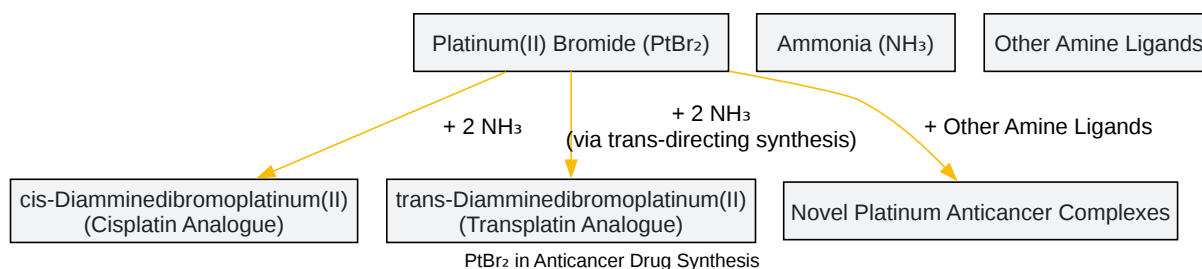 Platinum(II) Bromide (PtBr₂)
Ammonia (NH₃)
Other Amine Ligands
+ 2 NH₃
+ 2 NH₃
(via trans-directing synthesis)
+ Other Amine Ligands
cis-Diamminedibromoplatinum(II)
(Cisplatin Analogue)
trans-Diamminedibromoplatinum(II)
(Transplatin Analogue)
Novel Platinum Anticancer Complexes
PtBr₂ in Anticancer Drug Synthesis